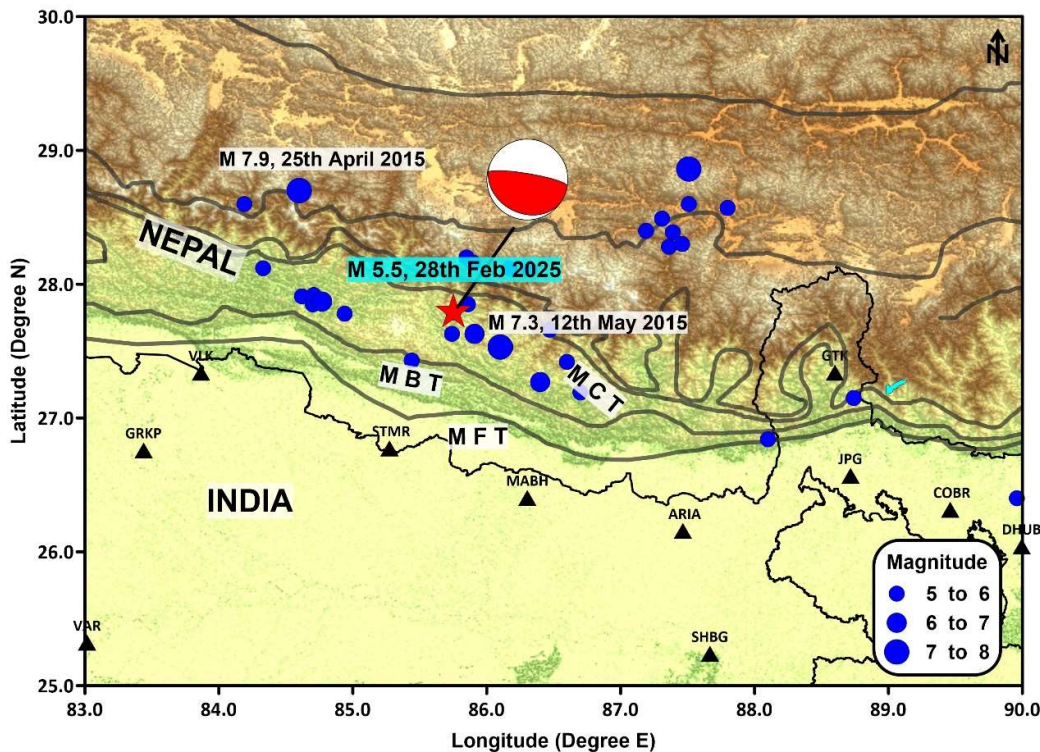 30.0
N
29.0
M 7.9, 25th April 2015
NEPAL
28.0
M 5.5, 28th Feb 2025
M 7.3, 12th May 2015
Latitude (Degree N)
VLK
M B T
M C T
GTK
27.0
GRKP
STMR
M F T
MABH
JPG
INDIA
ARIA
COBR
DHUB
26.0
Magnitude
5 to 6
6 to 7
7 to 8
VAR
SHBG
25.0
83.0 84.0 85.0 86.0 87.0 88.0 89.0 90.0
Longitude (Degree E)